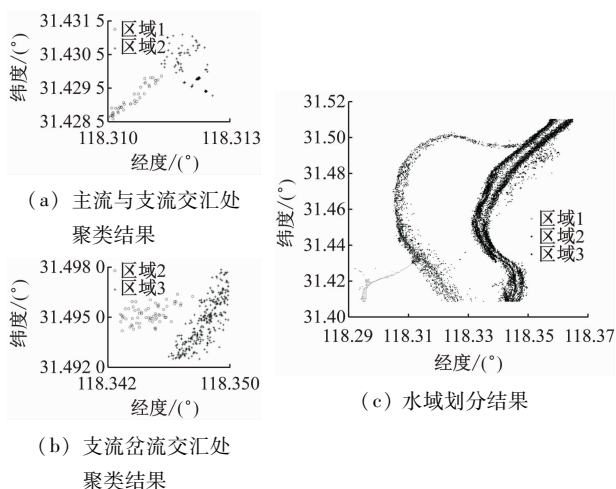 31.431 5
31.429 5
31.428 5
纬度/(°)
区域1
区域2
118.310
118.313
经度/(°)
(a) 主流与支流交汇处
聚类结果
31.498 0
31.495 0
31.492 0
纬度/(°)
区域2
区域3
118.342
118.350
经度/(°)
(b) 支流岔流交汇处
聚类结果
31.52
31.50
31.48
31.46
31.44
31.42
31.40
纬度/(°)
区域1
区域2
区域3
118.29
118.31
118.33
118.35
118.37
经度/(°)
(c) 水域划分结果